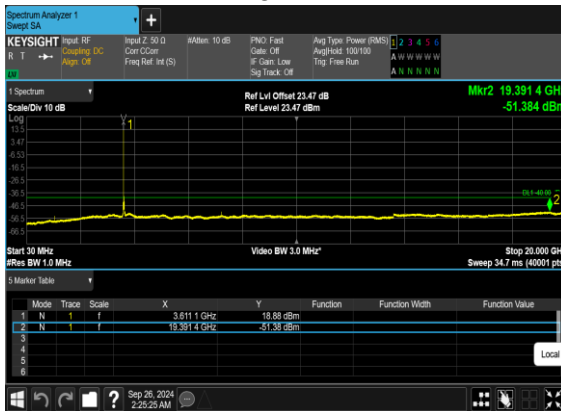 Spectrum Analyzer 1
Swept SA
+
KEYSIGHT Input: RF Input Z: 50 Ω #Atten: 10 dB PNO: Fast Avg Type: Power (RMS) 1 2 3 4 5 6
R T Coupling: DC Corr CCorr Gate: Off Avg|Hold: 100/100 A W W W W W
Align: Off Freq Ref: Int (S) IF Gain: Low Trig: Free Run
Sig Track: Off A N N N N N
1 Spectrum Ref Lvl Offset 23.47 dB Mkr2 19.391 4 GH
Scale/Div 10 dB Ref Level 23.47 dBm -51.384 dBm
Log
1
13.5
3.47
-6.53
-16.5
-26.5
-36.5
DL1 -40.00
2
-46.5
-56.5
-66.5
Start 30 MHz Video BW 3.0 MHz* Stop 20.000 GH
#Res BW 1.0 MHz Sweep 34.7 ms (40001 pts
5 Marker Table
Mode Trace Scale X Y Function Function Width Function Value
1 N 1 f 3.611 1 GHz 18.88 dBm
2 N 1 f 19.391 4 GHz -51.38 dBm
3
4
5
6
Local
? Sep 26, 2024
2:25:25 AM